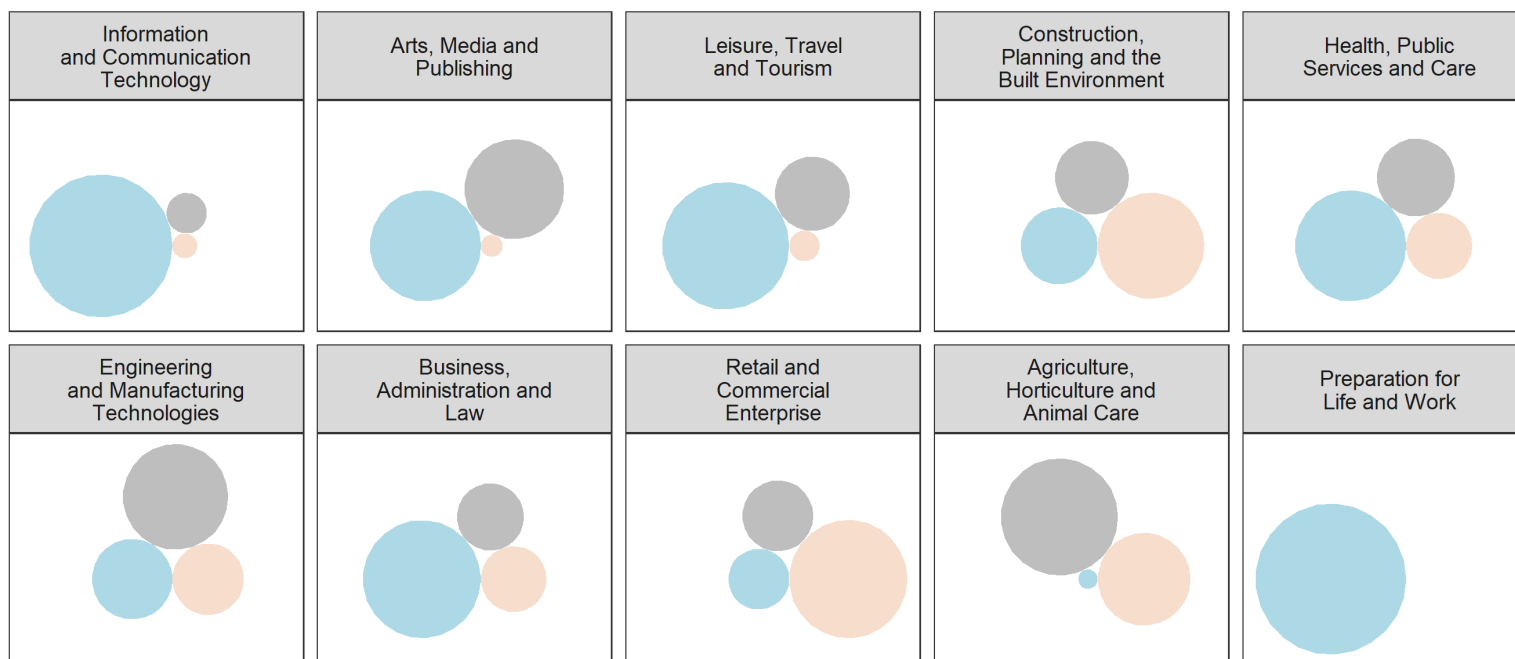 Information
and Communication
Technology
Arts, Media and
Publishing
Leisure, Travel
and Tourism
Construction,
Planning and the
Built Environment
Health, Public
Services and Care
Engineering
and Manufacturing
Technologies
Business,
Administration and
Law
Retail and
Commercial
Enterprise
Agriculture,
Horticulture and
Animal Care
Preparation for
Life and Work